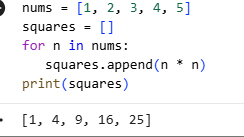 nums = [1, 2, 3, 4, 5]
squares = []
for n in nums:
   squares.append(n * n)
print(squares)
[1, 4, 9, 16, 25]